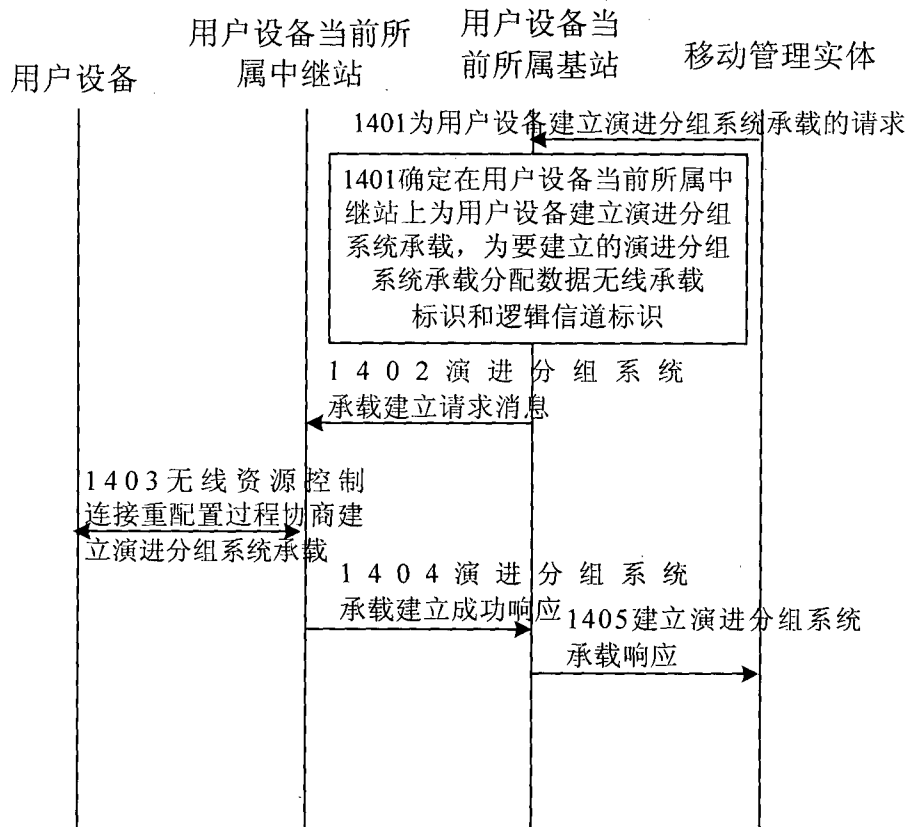 用户设备
用户设备当前所
属中继站
用户设备当
前所属基站
移动管理实体
1401为用户设备建立演进分组系统承载的请求
1401确定在用户设备当前所属中
继站上为用户设备建立演进分组
系统承载，为要建立的演进分组
系统承载分配数据无线承载
标识和逻辑信道标识
1402演进分组系统
承载建立请求消息
1403无线资源控制
连接重配置过程协商建
立演进分组系统承载
1404演进分组系统
承载建立成功响应
1405建立演进分组系统
承载响应